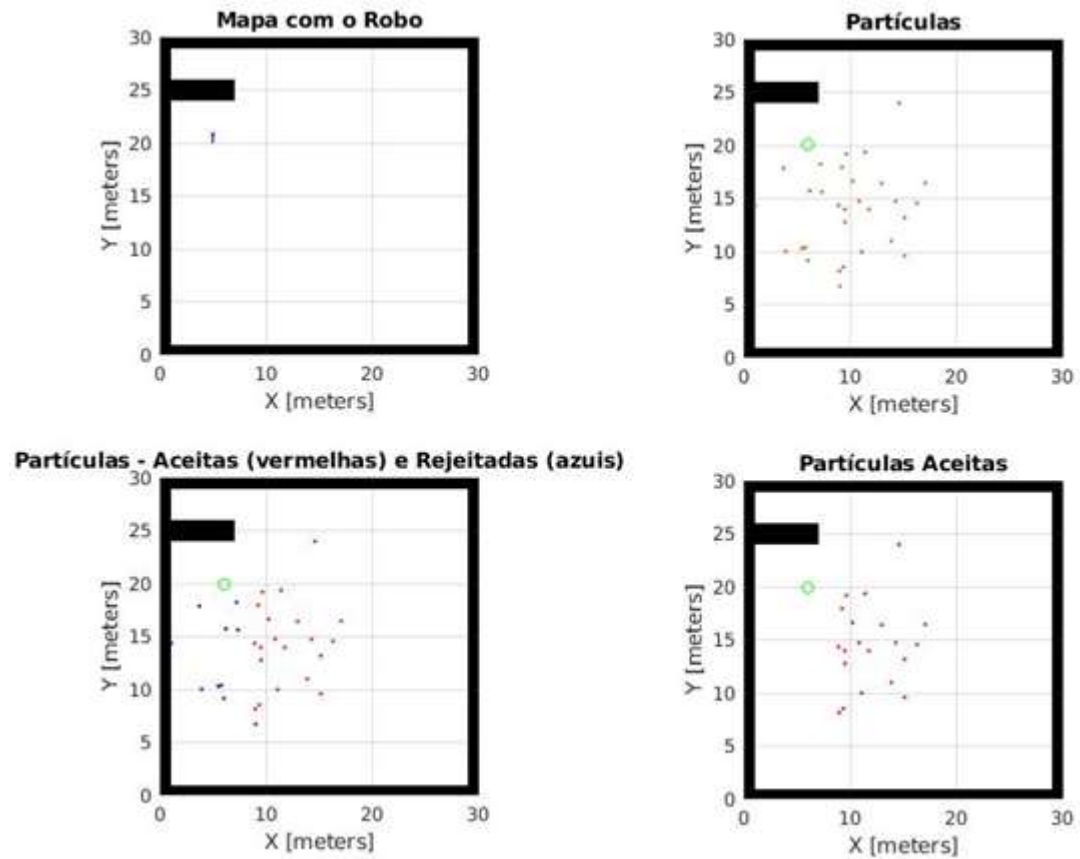 Mapa com o Robo
30
25
20
15
10
5
0
Y [meters]
0 10 20 30
X [meters]
Partículas
30
25
20
15
10
5
0
Y [meters]
0 10 20 30
X [meters]
Partículas - Aceitas (vermelhas) e Rejeitadas (azuis)
30
25
20
15
10
5
0
Y [meters]
0 10 20 30
X [meters]
Partículas Aceitas
30
25
20
15
10
5
0
Y [meters]
0 10 20 30
X [meters]